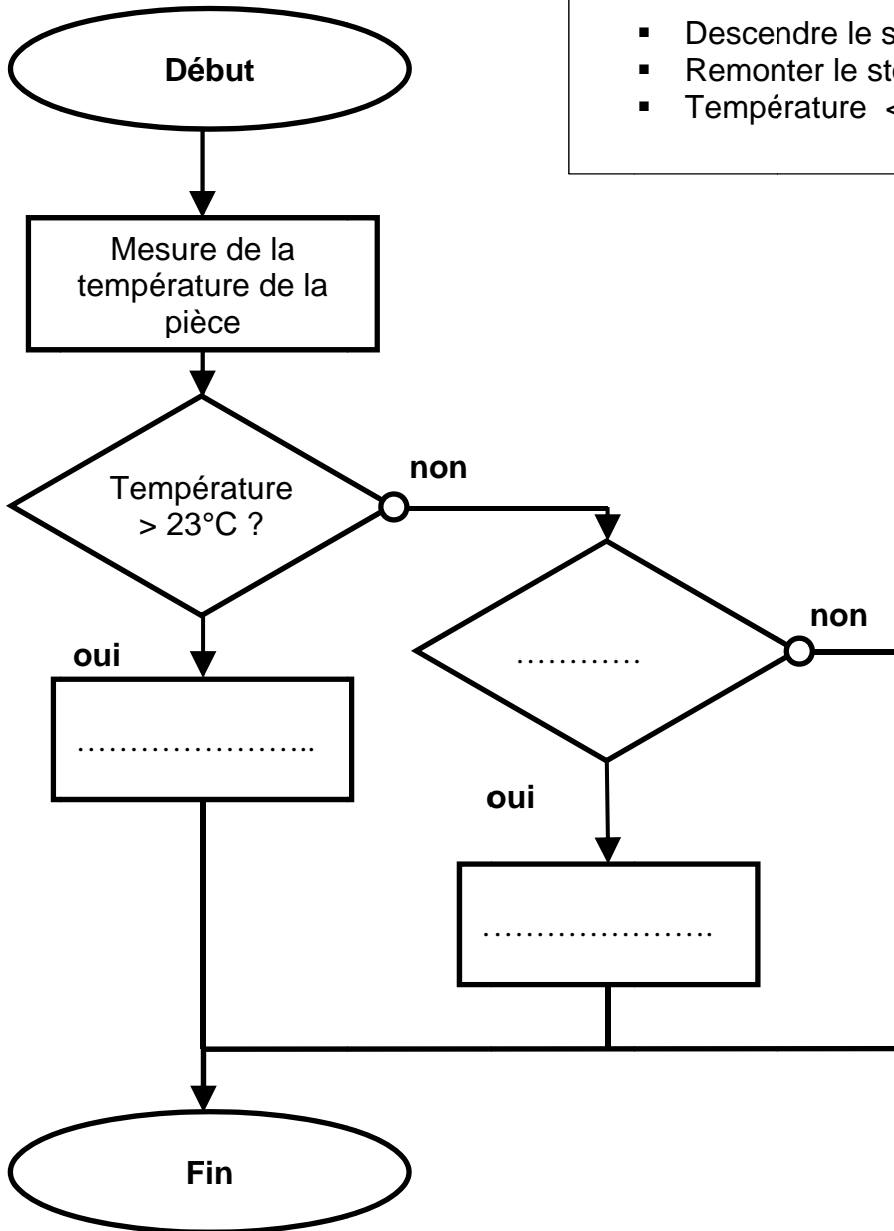 Descendre le
Remonter le
Température <
Début
Mesure de la
température de la
pièce
Température
> 23°C ?
non
non
…………
oui
……………………..
oui
…………………….
Fin